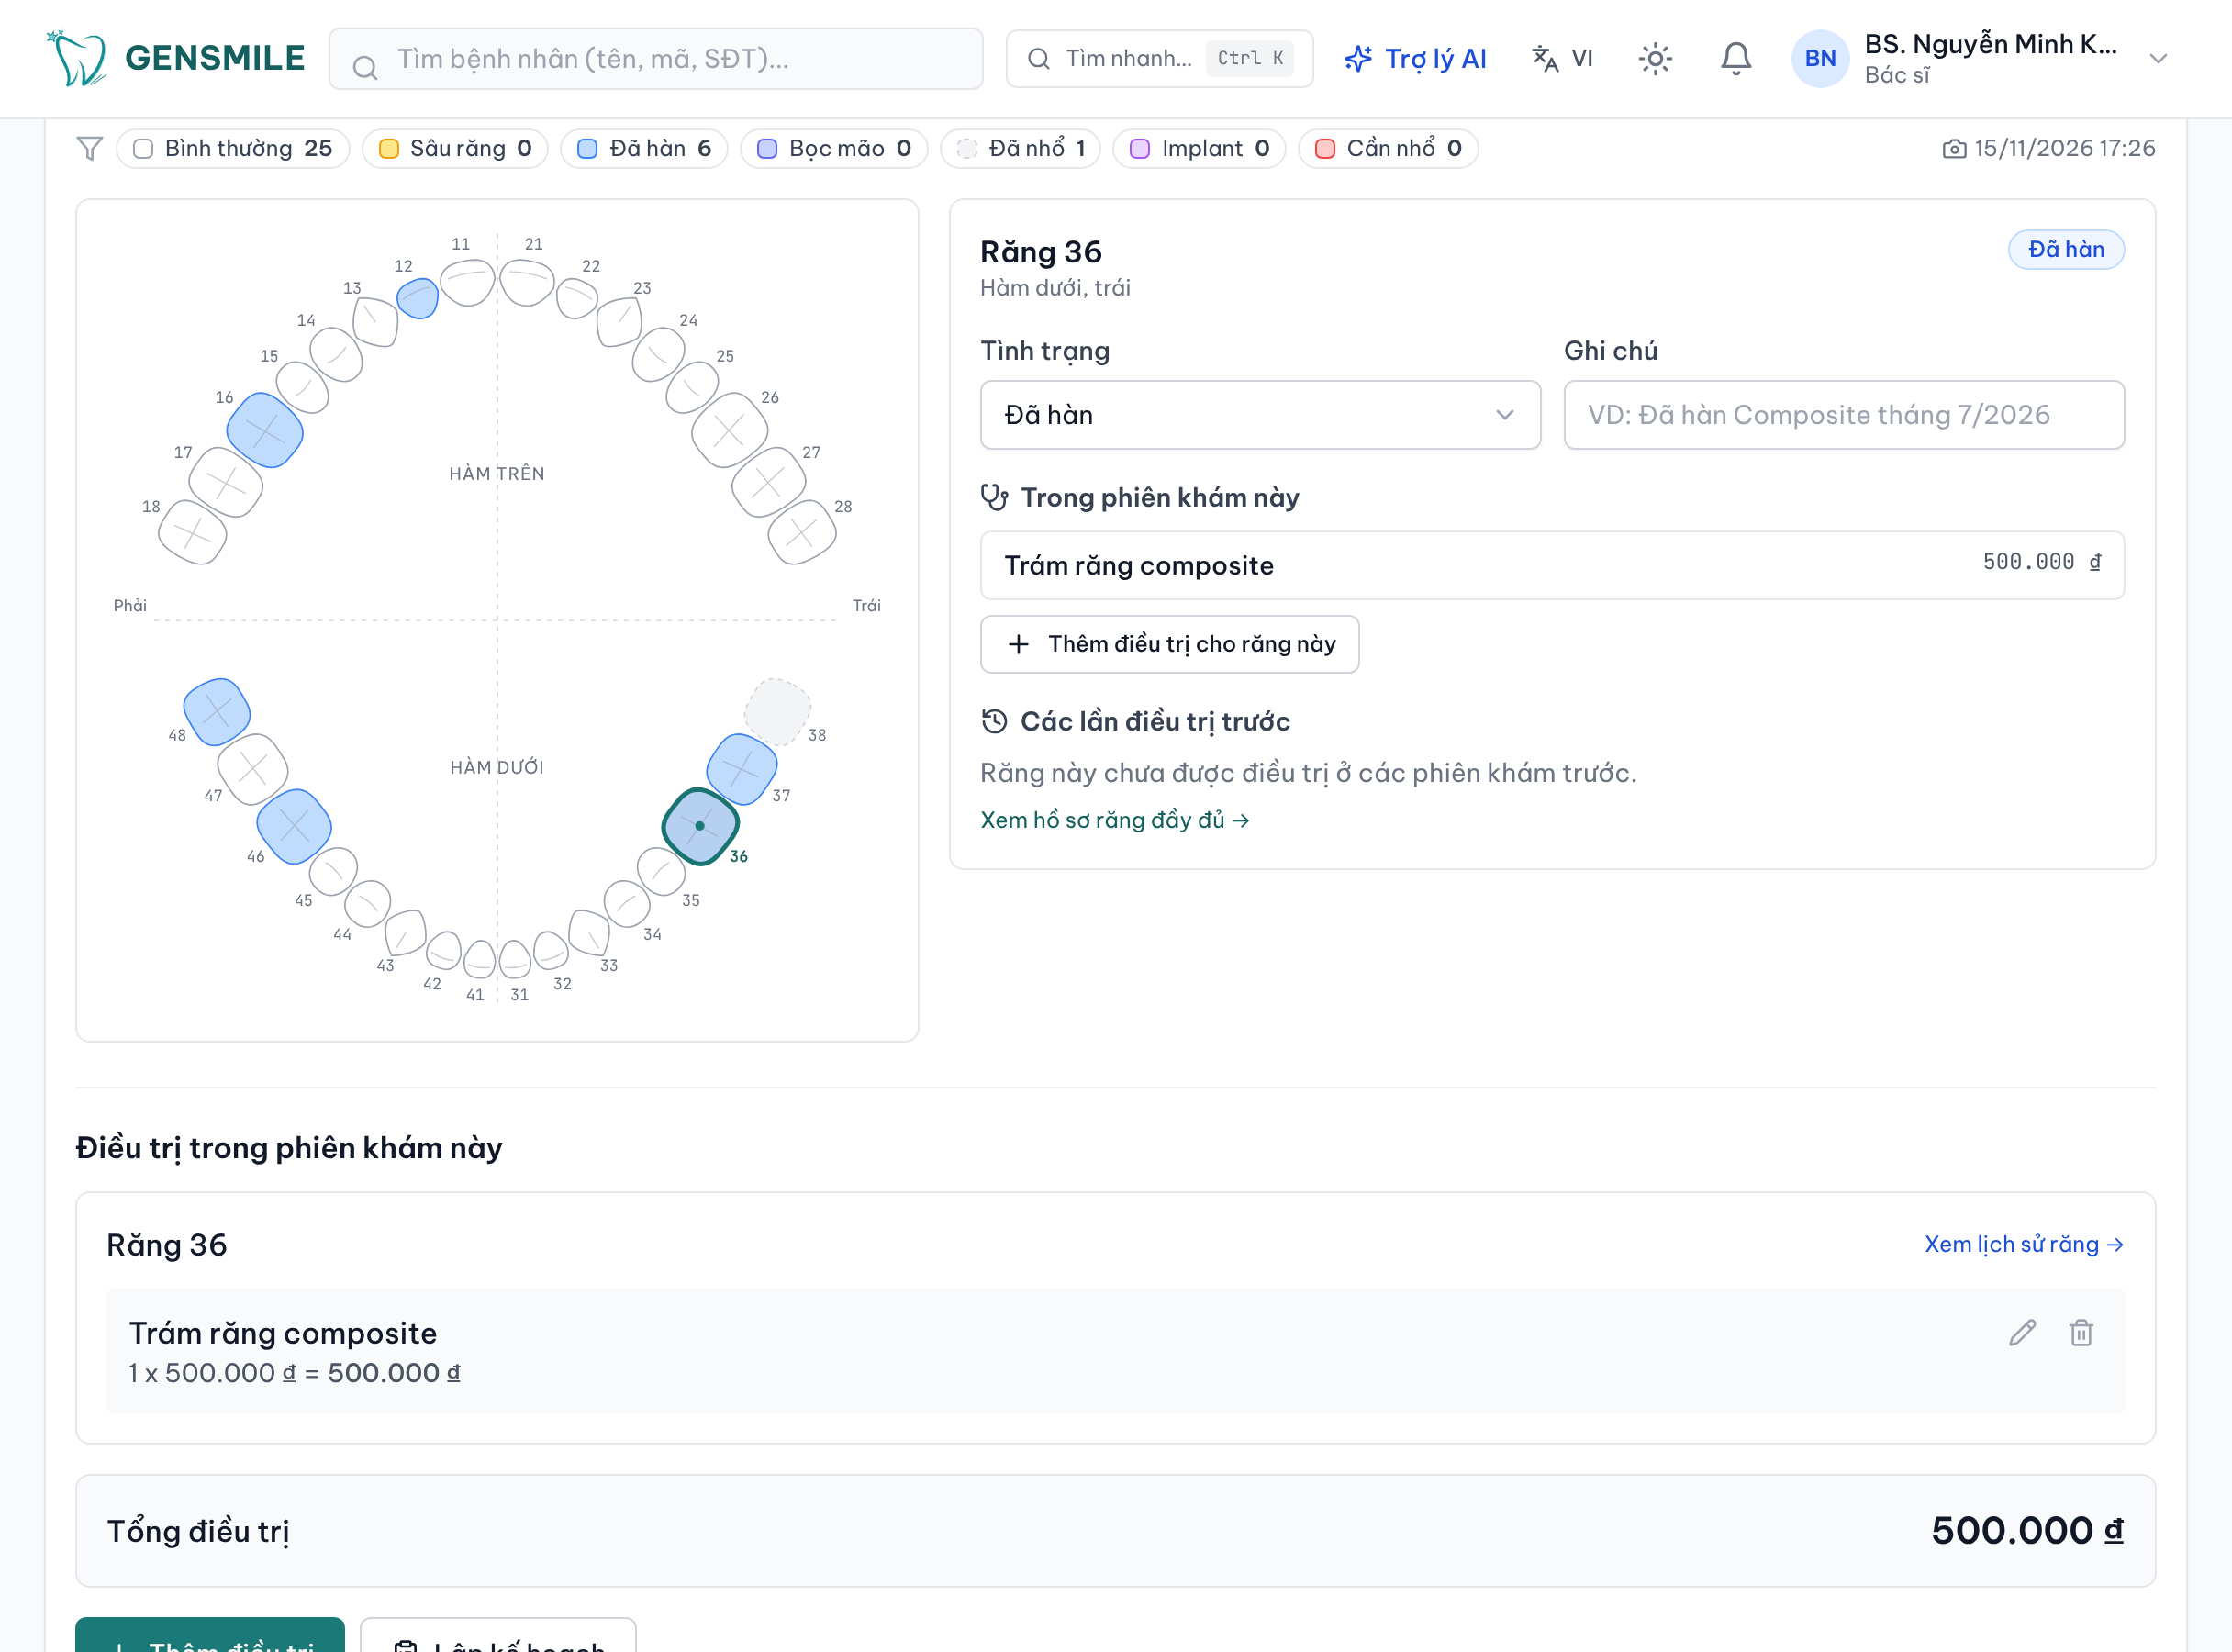 GENSMILE
Tìm bệnh nhân (tên, mã, SĐT)...
Tìm nhanh... Ctrl K
Trợ lý AI
VI
BN
BS. Nguyễn Minh K...
Bác sĩ
Bình thường 25
Sâu răng 0
Đã hàn 6
Bọc mão 0
Đã nhổ 1
Implant 0
Cần nhổ 0
15/11/2026 17:26
11 21
12 22
13 23
14 24
15 25
16 26
17 27
18 28
HÀM TRÊN
Phải Trái
48 38
HÀM DƯỚI
47 37
46 36
45 35
44 34
43 33
42 32
41 31
Răng 36
Đã hàn
Hàm dưới, trái
Tình trạng
Ghi chú
Đã hàn
VD: Đã hàn Composite tháng 7/2026
Trong phiên khám này
Trám răng composite 500.000 ₫
Thêm điều trị cho răng này
Các lần điều trị trước
Răng này chưa được điều trị ở các phiên khám trước.
Xem hồ sơ răng đầy đủ →
Điều trị trong phiên khám này
Răng 36
Xem lịch sử răng →
Trám răng composite
1 x 500.000 ₫ = 500.000 ₫
Tổng điều trị
500.000 ₫
Thêm điều trị
Lập kế hoạch